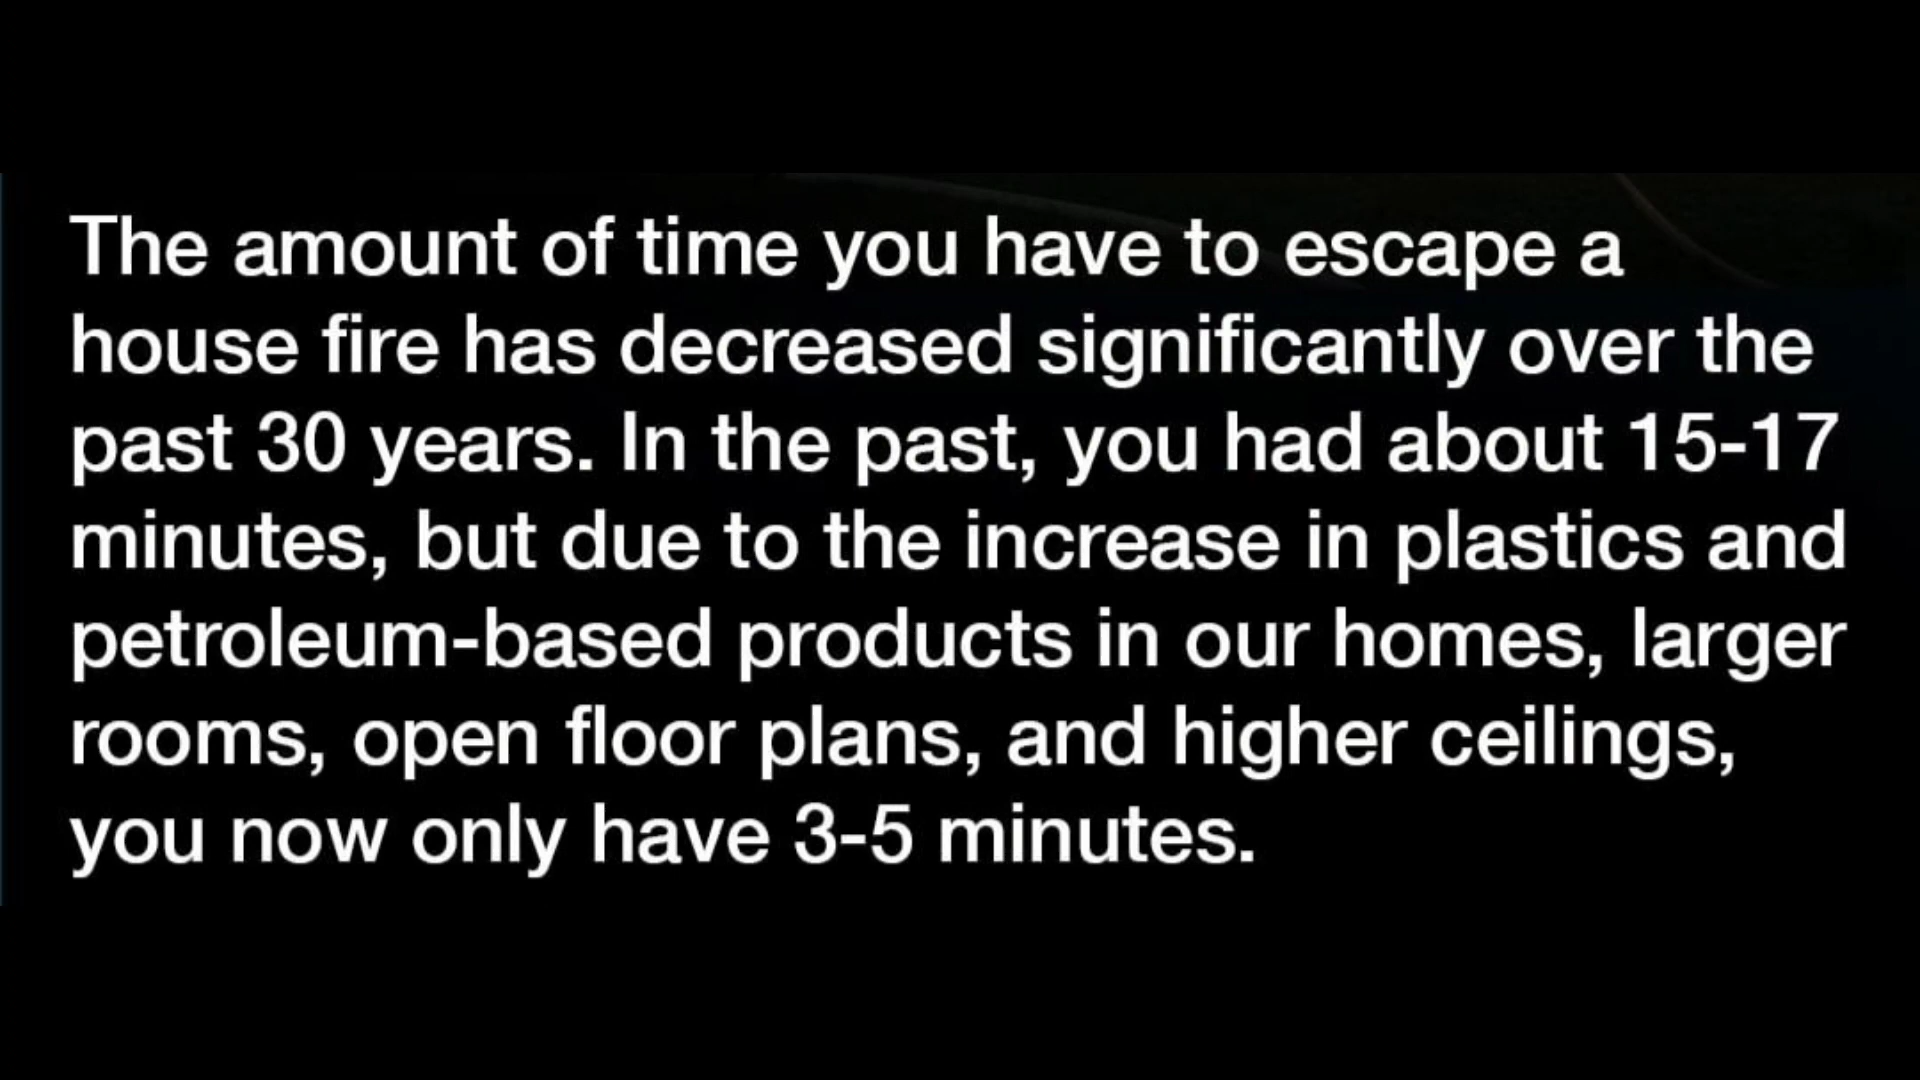 The amount of time you have to escape a
house fire has decreased significantly over the
past 30 years. In the past, you had about 15-17
minutes, but due to the increase in plastics and
petroleum-based products in our homes, larger
rooms, open floor plans, and higher ceilings,
you now only have 3-5 minutes.